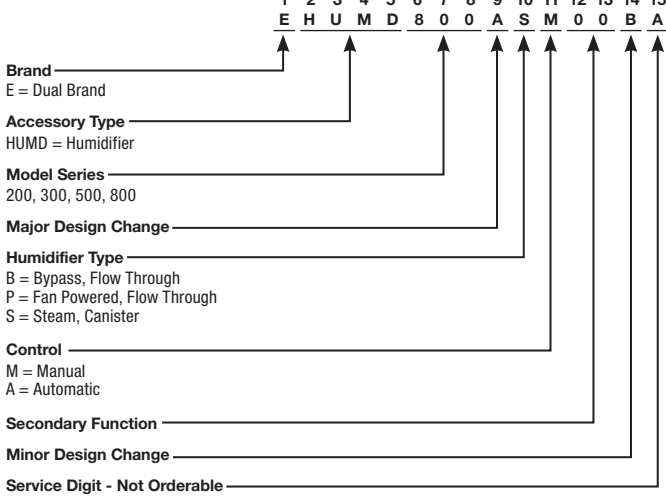 1 2 3 4 5 6 7 8 9 10 11 12 13 14 15
E H U M D 8 0 0 A S M 0 0 B A
Brand
E = Dual Brand
Accessory Type
HUMD = Humidifier
Model Series
200, 300, 500, 800
Major Design Change
Humidifier Type
B = Bypass, Flow Through
P = Fan Powered, Flow Through
S = Steam, Canister
Control
M = Manual
A = Automatic
Secondary Function
Minor Design Change
Service Digit - Not Orderable